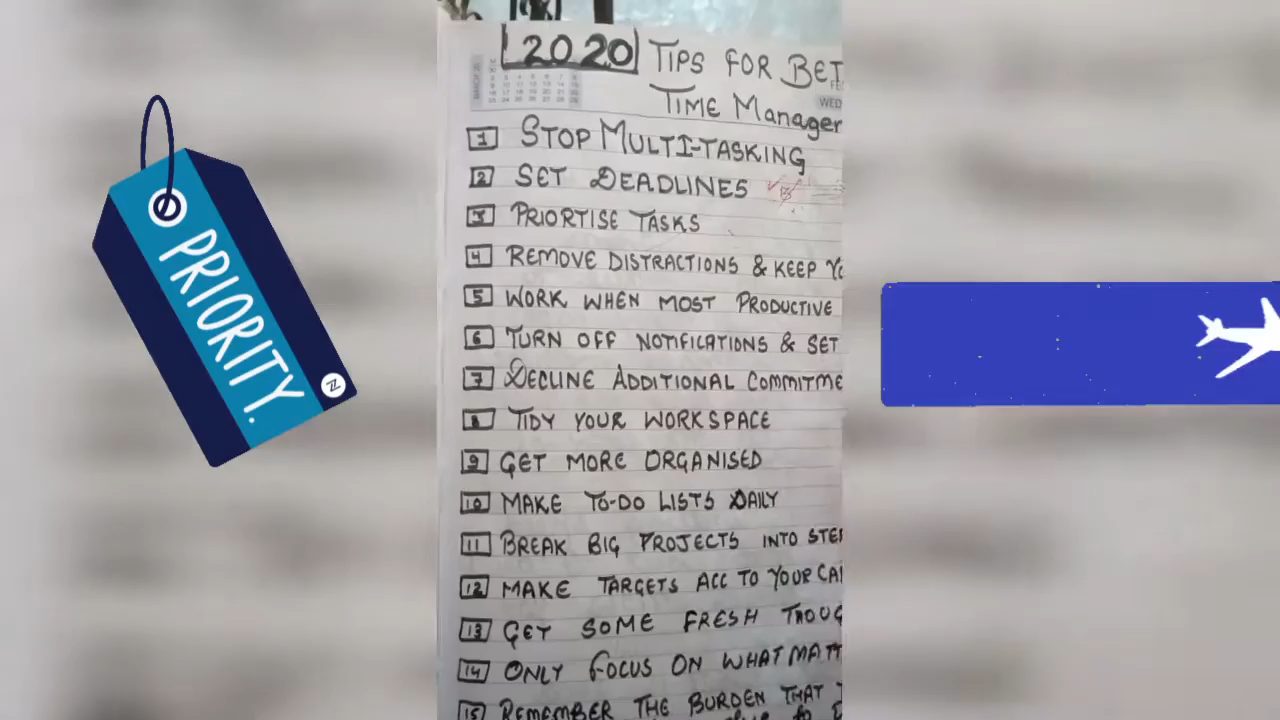 PRIORITY.
2020 TIPS FOR BET
TIME Manager
1 STOP MULTI-TASKING
2 SET DEADLINES
3 PRIORTISE TASKS
4 REMOVE DISTRACTIONS & KEEP
5 WORK WHEN MOST PRODUCTIVE
6 TURN OFF NOTIFICATIONS & SET
7 DECLINE ADDITIONAL COMMITME
8 TIDY YOUR WORKSPACE
9 GET MORE ORGANISED
10 MAKE TO-DO LISTS DAILY
11 BREAK BIG PROJECTS INTO STE
12 MAKE TARGETS ACC TO YOUR
13 GET SOME FRESH THOUG
14 ONLY FOCUS ON WHAT MATT
15 REMEMBER THE BURDEN THAT